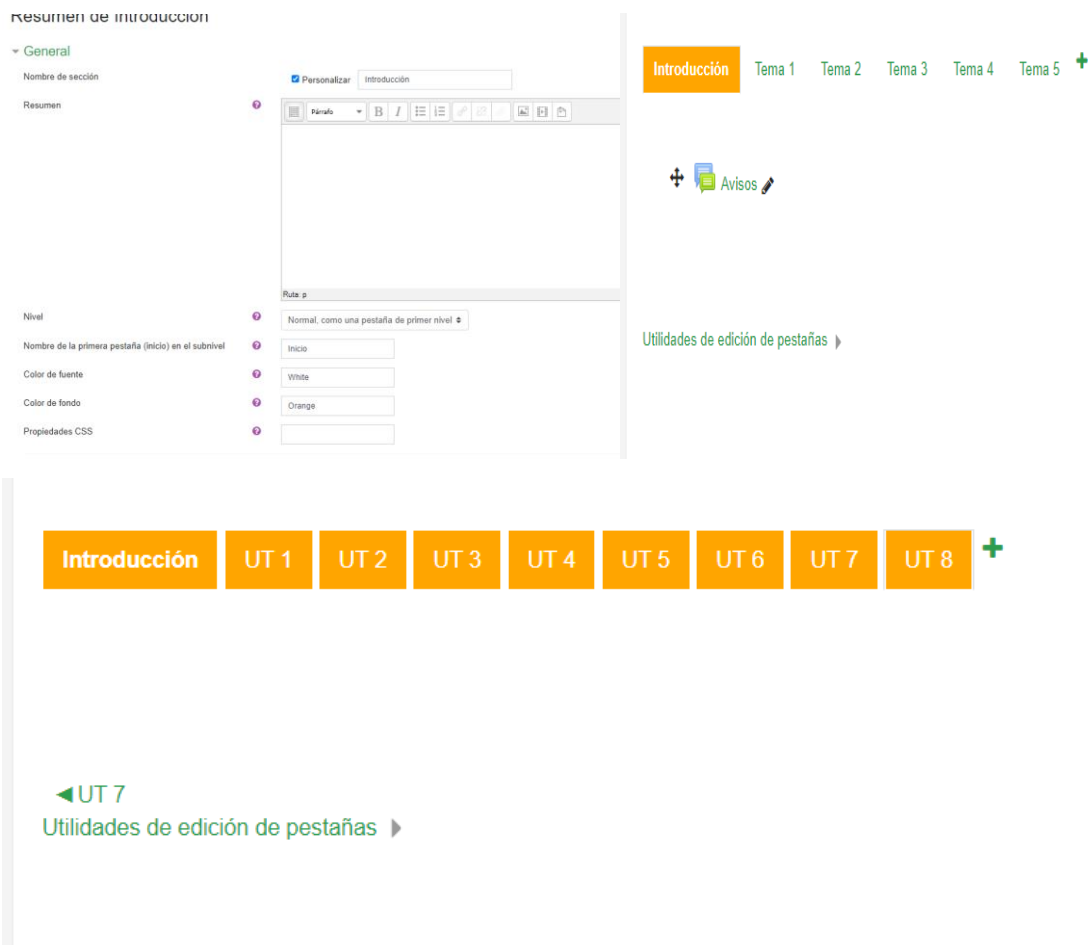 Resumen de Introducción
General
Nombre de sección
Personalizar Introducción
Resumen
Párrafo B I
Ruta: p
Nivel
Normal, como una pestaña de primer nivel
Nombre de la primera pestaña (inicio) en el subnivel
Inicio
Color de fuente
White
Color de fondo
Orange
Propiedades CSS
Introducción Tema 1 Tema 2 Tema 3 Tema 4 Tema 5 +
Avisos
Utilidades de edición de pestañas
Introducción UT 1 UT 2 UT 3 UT 4 UT 5 UT 6 UT 7 UT 8 +
◄UT 7
Utilidades de edición de pestañas